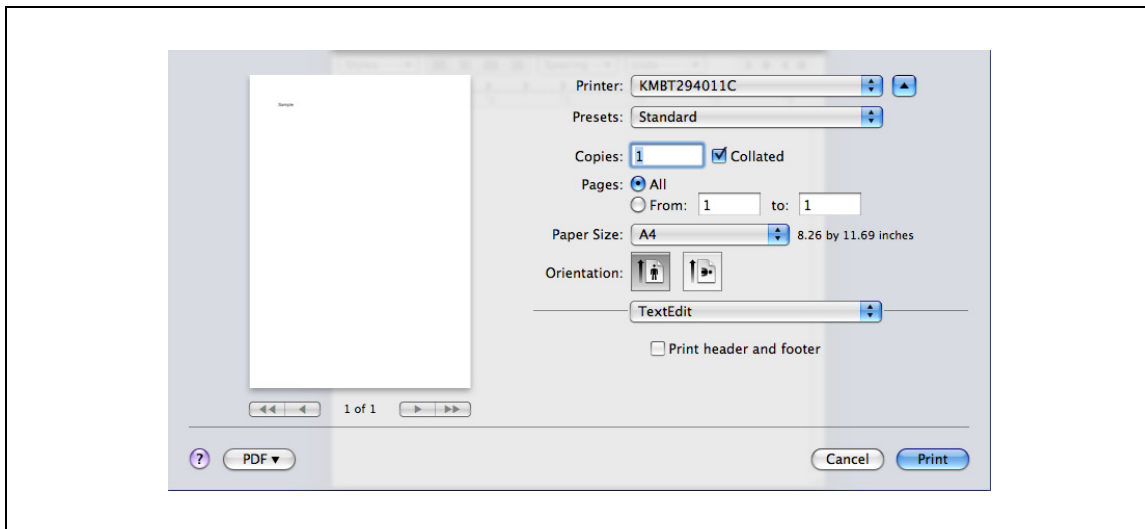 Sample
Printer: KMBT294011C
Presets: Standard
Copies: 1 Collated
Pages: All
From: 1 to: 1
Paper Size: A4 8.26 by 11.69 inches
Orientation:
TextEdit
Print header and footer
1 of 1
? PDF Cancel Print